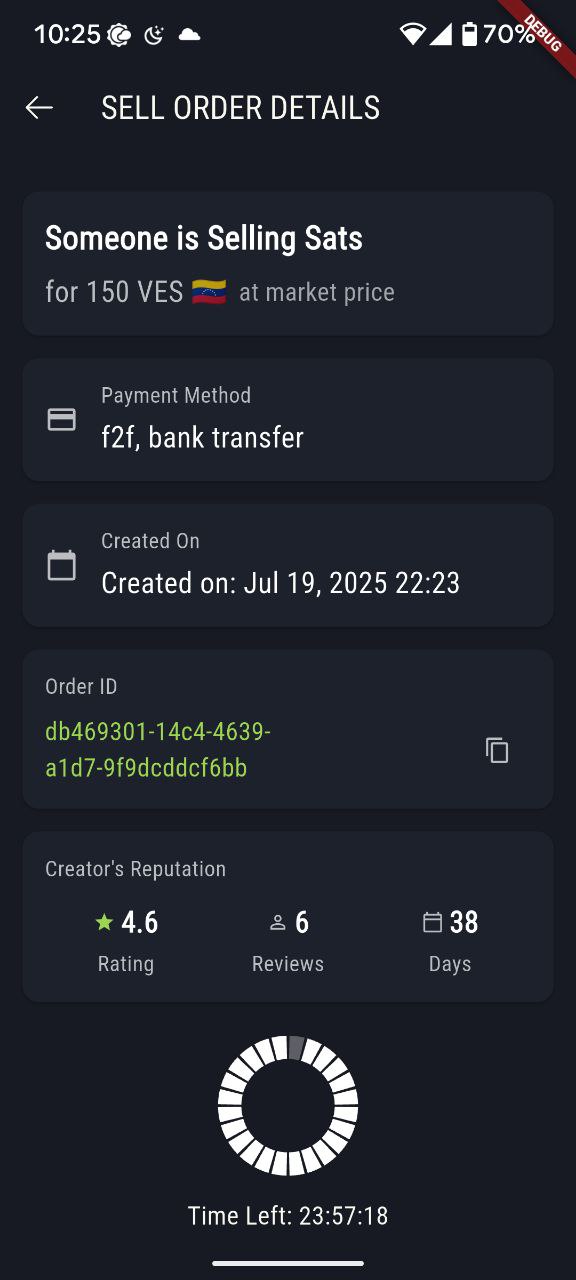 10:25
70%
DEBUG
SELL ORDER DETAILS
Someone is Selling Sats
for 150 VES 🇻🇪 at market price
Payment Method
f2f, bank transfer
Created On
Created on: Jul 19, 2025 22:23
Order ID
db469301-14c4-4639-
a1d7-9f9dcddcf6bb
Creator's Reputation
4.6 6 38
Rating Reviews Days
Time Left: 23:57:18